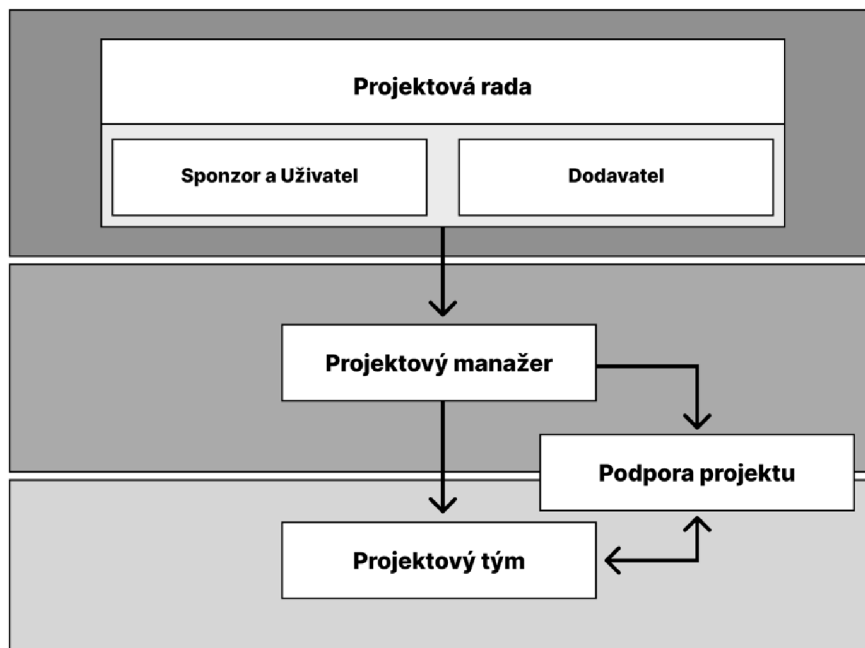 Projektová rada
Sponzor a Uživatel
Dodavatel
Projektový manažer
Podpora projektu
Projektový tým